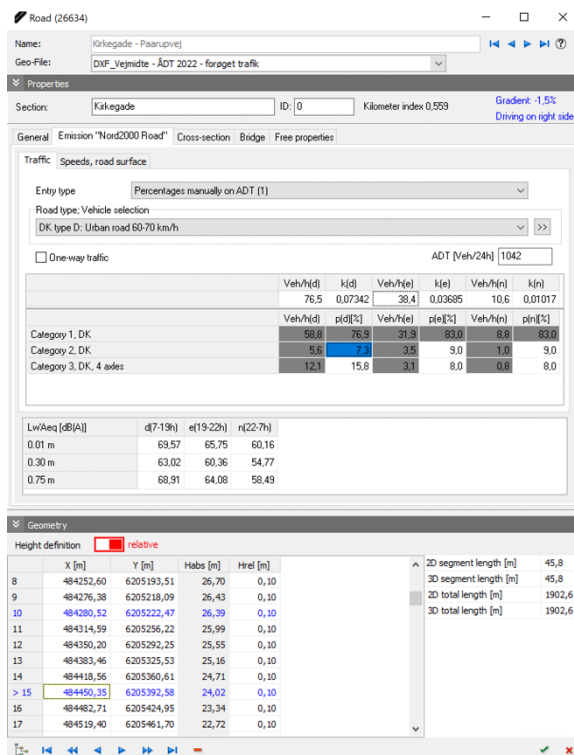 Road (26634)
Name: Kirkegade - Paarupvej
Geo-File: DXF_Vejmidte - ÅDT 2022 - forøget trafik
Properties
Section: Kirkegade ID: 0 Kilometer index 0,559 Gradient: -1,5%
Driving on right side
General Emission "Nord2000 Road" Cross-section Bridge Free properties
Traffic Speeds, road surface
Entry type Percentages manually on ADT (1)
Road type; Vehicle selection
DK type D: Urban road 60-70 km/h >>
One-way traffic ADT [Veh/24h] 1042
Veh/h(d) k(d) Veh/h(e) k(e) Veh/h(n) k(n)
76,5 0,07342 38,4 0,03685 10,6 0,01017
Veh/h(d) p(d)[%] Veh/h(e) p(e)[%] Veh/h(n) p(n)[%]
Category 1, DK 58,8 76,9 31,9 83,0 8,8 83,0
Category 2, DK 5,6 7,3 3,5 9,0 1,0 9,0
Category 3, DK, 4 axles 12,1 15,8 3,1 8,0 0,8 8,0
Lw'Aeq [dB(A)] d(7-19h) e(19-22h) n(22-7h)
0.01 m 69,57 65,75 60,16
0.30 m 63,02 60,36 54,77
0.75 m 68,91 64,08 58,49
Geometry
Height definition relative
X [m] Y [m] Habs [m] Hrel [m] 2D segment length [m] 45,8
8 484252,60 6205193,51 26,70 0,10 3D segment length [m] 45,8
9 484276,38 6205218,09 26,43 0,10 2D total length [m] 1902,6
10 484280,52 6205222,47 26,39 0,10 3D total length [m] 1902,6
11 484314,59 6205256,22 25,99 0,10
12 484350,20 6205292,25 25,55 0,10
13 484383,46 6205325,53 25,16 0,10
14 484418,56 6205360,61 24,71 0,10
> 15 484450,35 6205392,58 24,02 0,10
16 484482,71 6205424,95 23,34 0,10
17 484519,40 6205461,70 22,72 0,10